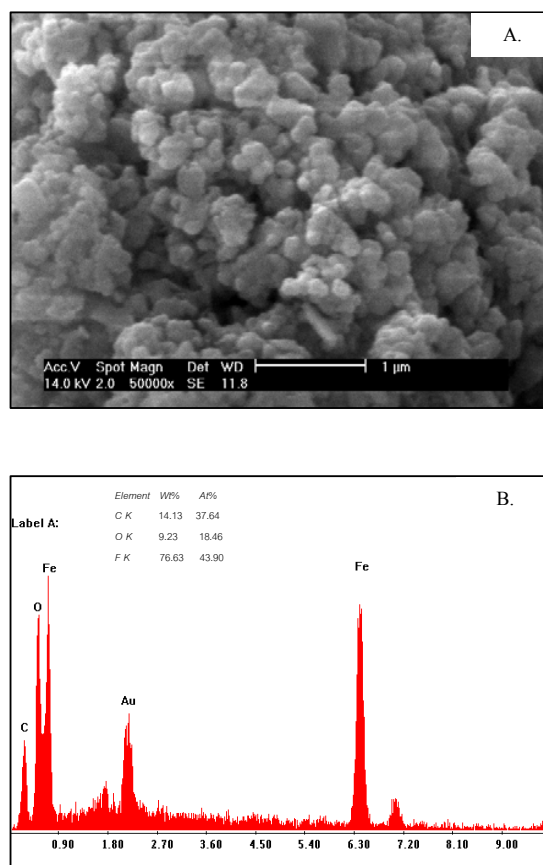 A.
Acc.V Spot Magn Det WD
14.0 kV 2.0 50000x SE 11.8
1 µm
B.
Element Wt% At%
C K 14.13 37.64
O K 9.23 18.46
F K 76.63 43.90
Label A:
Fe
O
C
Au
Fe
0.90 1.80 2.70 3.60 4.50 5.40 6.30 7.20 8.10 9.00